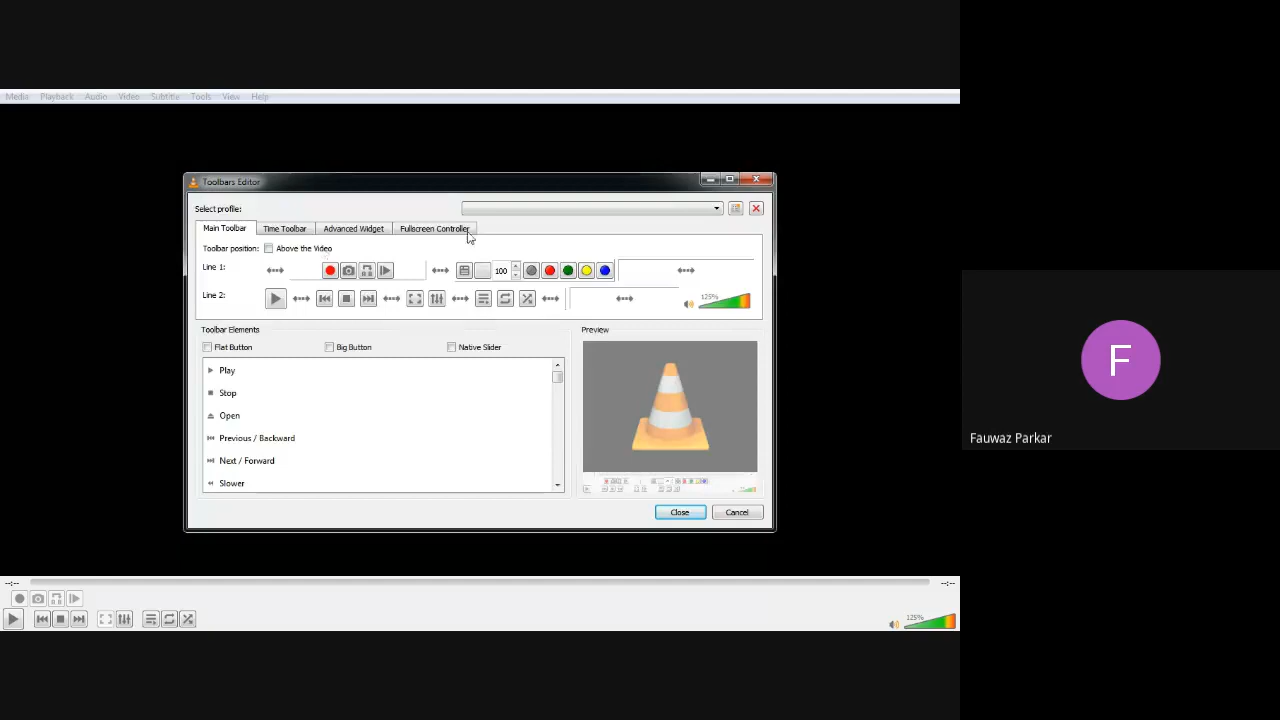 Media Playback Audio Video Subtitle Tools View Help
Toolbars Editor
Select profile:
Main Toolbar Time Toolbar Advanced Widget Fullscreen Controller
Toolbar position: Above the Video
Line 1: 100
Line 2: 125%
Toolbar Elements
Preview
Flat Button Big Button Native Slider
Play
Stop
Open
Previous / Backward
Next / Forward
Slower
Close Cancel
--:-- --:--
125%
F
Fauwaz Parkar